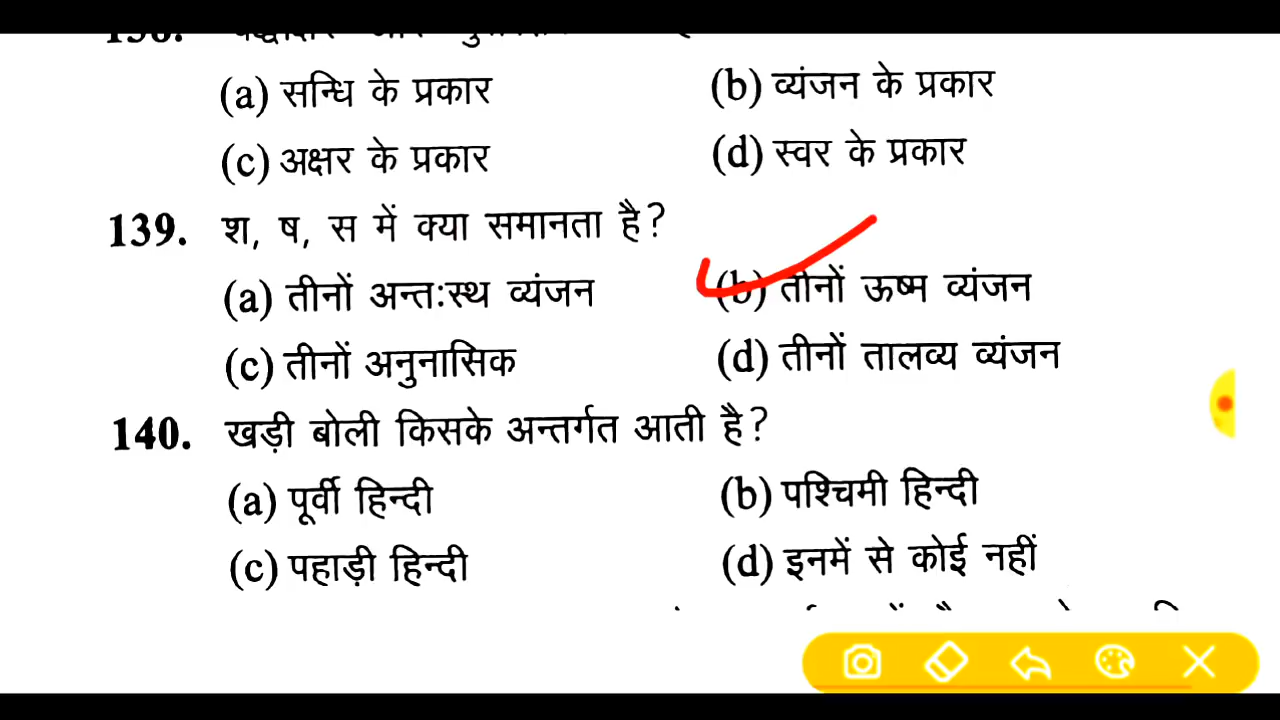 138.
(a) सन्धि के प्रकार (b) व्यंजन के प्रकार
(c) अक्षर के प्रकार (d) स्वर के प्रकार
139. श, ष, स में क्या समानता है?
(a) तीनों अन्तःस्थ व्यंजन (b) तीनों ऊष्म व्यंजन
(c) तीनों अनुनासिक (d) तीनों तालव्य व्यंजन
140. खड़ी बोली किसके अन्तर्गत आती है?
(a) पूर्वी हिन्दी (b) पश्चिमी हिन्दी
(c) पहाड़ी हिन्दी (d) इनमें से कोई नहीं